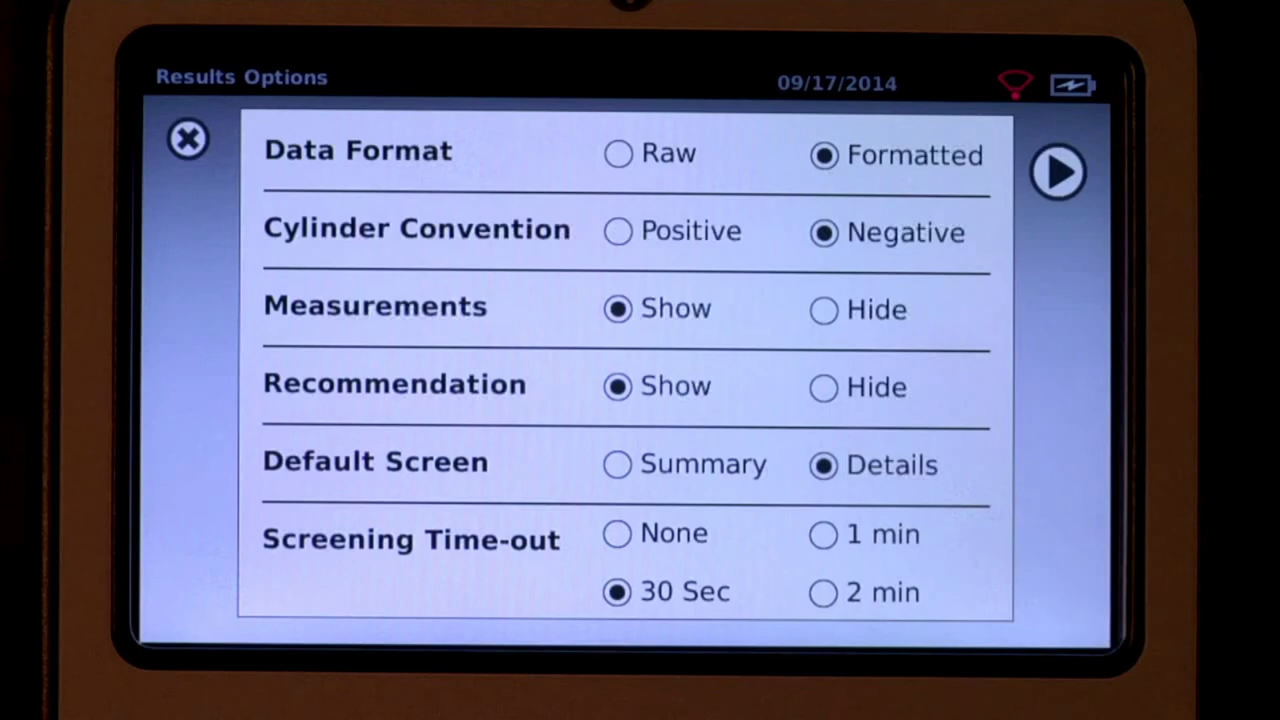 Results Options 09/17/2014
Data Format Raw Formatted
Cylinder Convention Positive Negative
Measurements Show Hide
Recommendation Show Hide
Default Screen Summary Details
Screening Time-out None 1 min
30 Sec 2 min